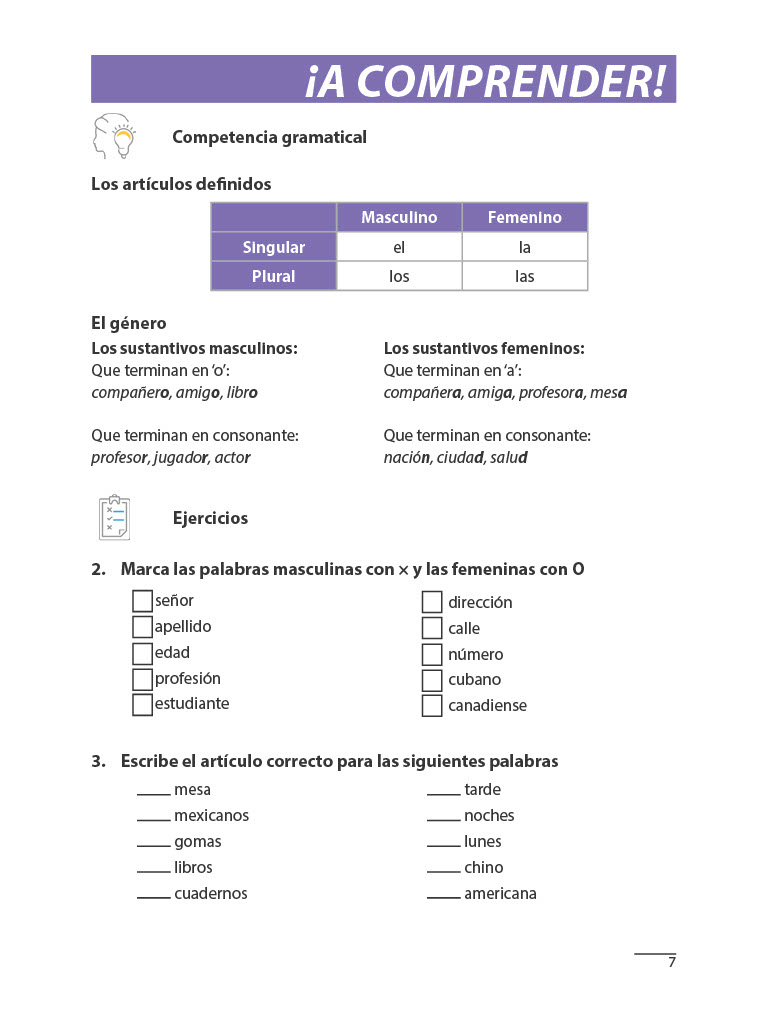 ¡A COMPRENDER!
Competencia gramatical
Los artículos definidos
Masculino Femenino
Singular el la
Plural los las
El género
Los sustantivos masculinos:
Que terminan en ‘o’:
compañero, amigo, libro
Que terminan en consonante:
profesor, jugador, actor
Los sustantivos femeninos:
Que terminan en ‘a’:
compañera, amiga, profesora, mesa
Que terminan en consonante:
nación, ciudad, salud
Ejercicios
2. Marca las palabras masculinas con × y las femeninas con O
señor
apellido
edad
profesión
estudiante
dirección
calle
número
cubano
canadiense
3. Escribe el artículo correcto para las siguientes palabras
____ mesa
____ mexicanos
____ gomas
____ libros
____ cuadernos
____ tarde
____ noches
____ lunes
____ chino
____ americana
7